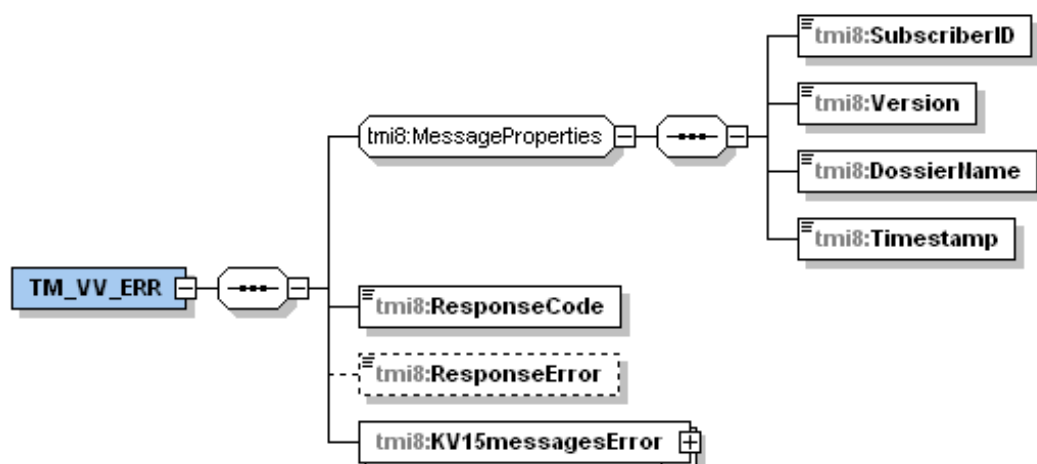 tmi8:SubscriberID
tmi8:Version
tmi8:MessageProperties
tmi8:DossierName
tmi8:Timestamp
TM_VV_ERR
tmi8:ResponseCode
tmi8:ResponseError
tmi8:KV15messagesError